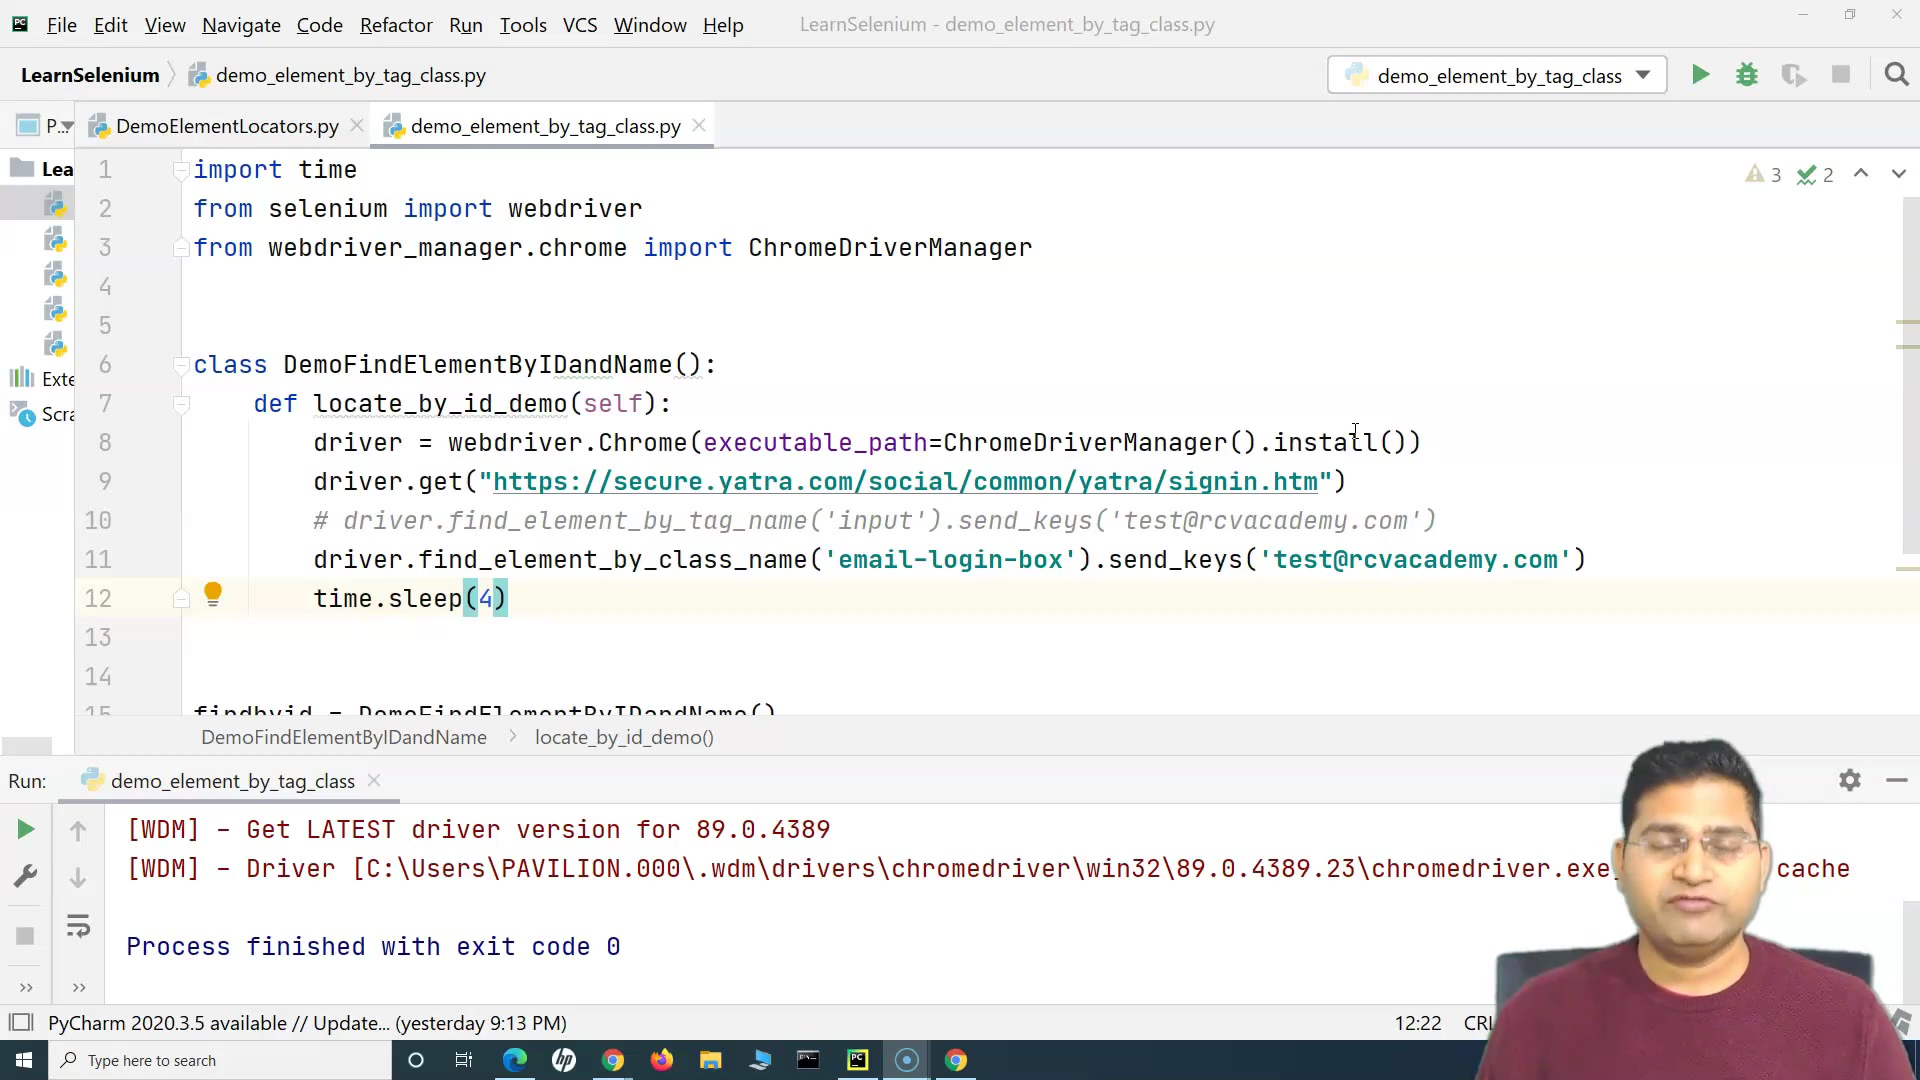 File Edit View Navigate Code Refactor Run Tools VCS Window Help LearnSelenium - demo_element_by_tag_class.py
LearnSelenium demo_element_by_tag_class.py demo_element_by_tag_class
P... DemoElementLocators.py demo_element_by_tag_class.py
Lea
Exte
Scra
3 2
1 import time
2 from selenium import webdriver
3 from webdriver_manager.chrome import ChromeDriverManager
4
5
6 class DemoFindElementByIDandName():
7 def locate_by_id_demo(self):
8 driver = webdriver.Chrome(executable_path=ChromeDriverManager().install())
9 driver.get("https://secure.yatra.com/social/common/yatra/signin.htm")
10 # driver.find_element_by_tag_name('input').send_keys('test@rcvacademy.com')
11 driver.find_element_by_class_name('email-login-box').send_keys('test@rcvacademy.com')
12 time.sleep(4)
13
14
15 findbyid = DemoFindElementByIDandName()
DemoFindElementByIDandName locate_by_id_demo()
Run: demo_element_by_tag_class
[WDM] - Get LATEST driver version for 89.0.4389
[WDM] - Driver [C:\Users\PAVILION.000\.wdm\drivers\chromedriver\win32\89.0.4389.23\chromedriver.exe cache
Process finished with exit code 0
PyCharm 2020.3.5 available // Update... (yesterday 9:13 PM) 12:22 CRL
Type here to search